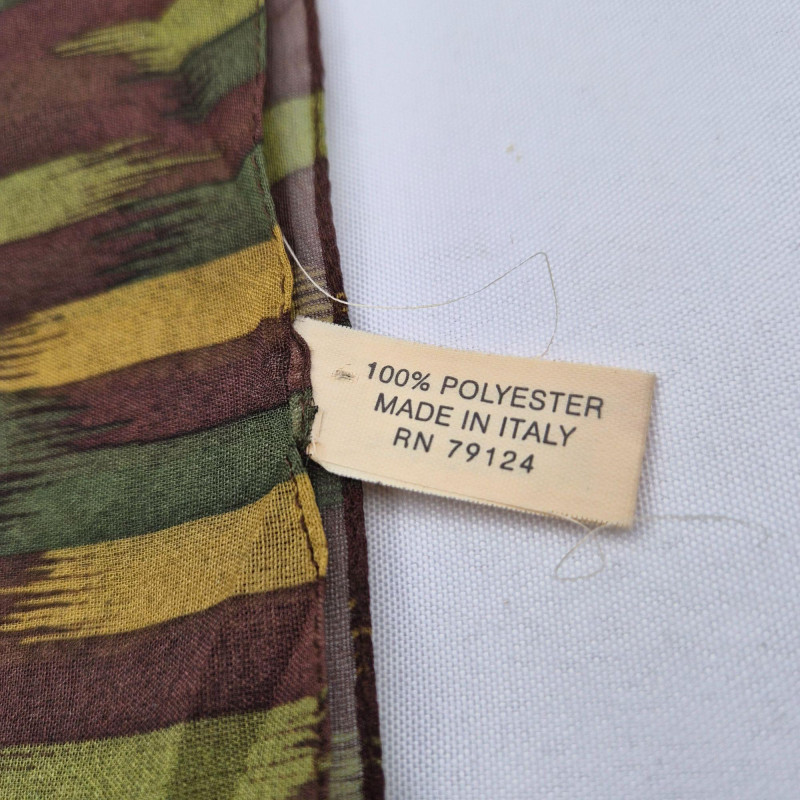 100% POLYESTER
MADE IN ITALY
RN 79124